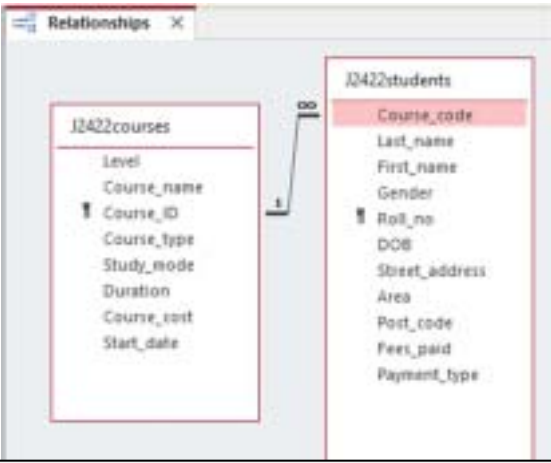 Relationships ×
J2422courses
Level
Course_name
Course_ID
Course_type
Study_mode
Duration
Course_cost
Start_date
1
∞
J2422students
Course_code
Last_name
First_name
Gender
Roll_no
DOB
Street_address
Area
Post_code
Fees_paid
Payment_type